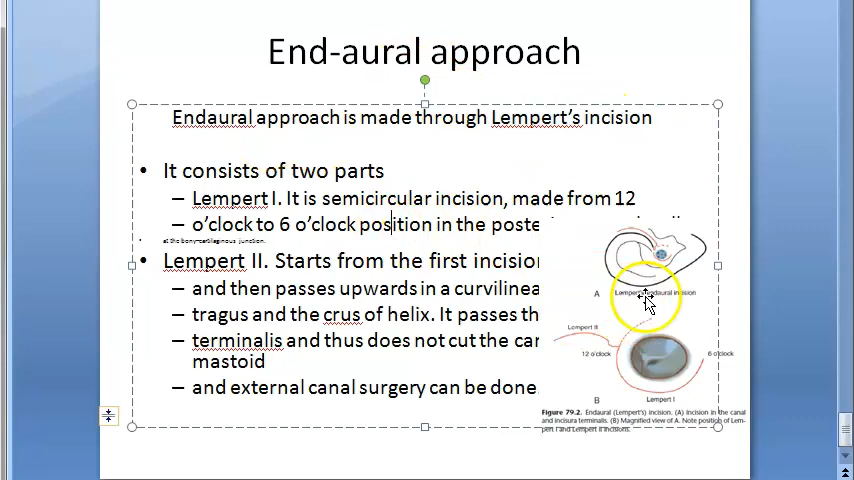 End-aural approach
Endaural approach is made through Lempert's incision
• It consists of two parts
– Lempert I. It is semicircular incision, made from 12
– o'clock to 6 o'clock position in the poste
at the bony-cartilaginous junction.
• Lempert II. Starts from the first incision
– and then passes upwards in a curvilinea
– tragus and the crus of helix. It passes th
– terminalis and thus does not cut the car
mastoid
– and external canal surgery can be done.
A Lempert's endaural incision
Lempert II
12 o'clock
6 o'clock
B Lempert I
Figure 79.2. Endaural (Lempert's) incision. (A) Incision in the canal
and incisura terminalis. (B) Magnified view of A. Note position of Lem-
pert I and Lempert II incisions.